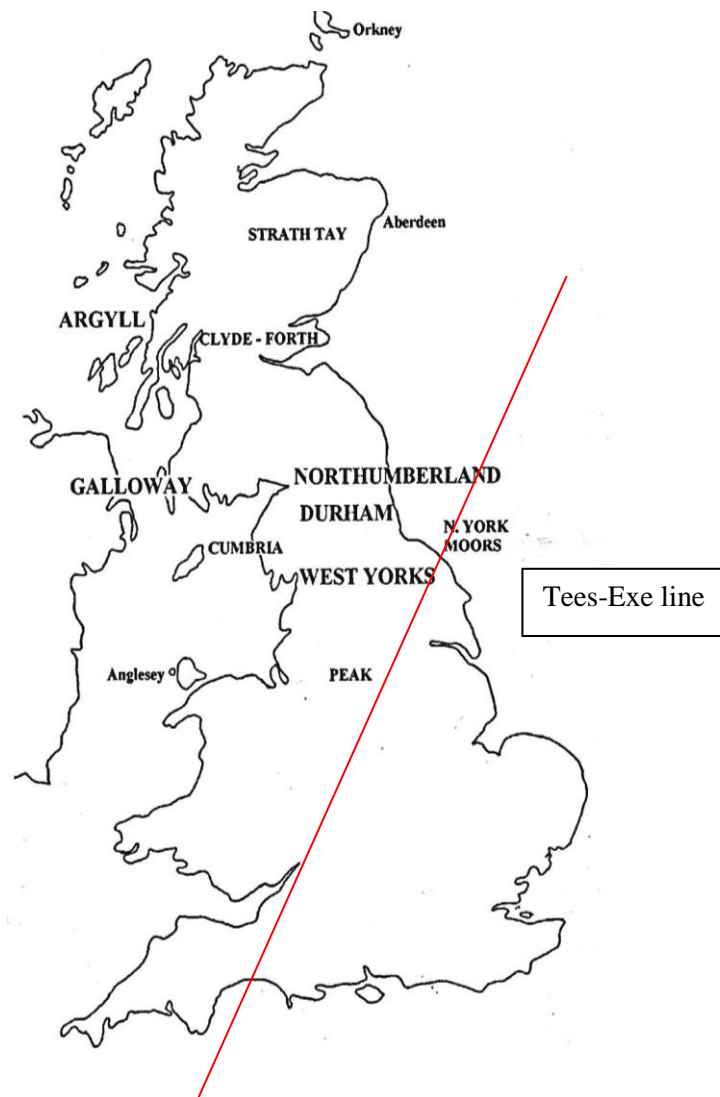 Orkney
Aberdeen
STRATH TAY
ARGYLL
CLYDE - FORTH
NORTHUMBERLAND
GALLOWAY
DURHAM
N. YORK
MOORS
CUMBRIA
WEST YORKS
Tees-Exe line
Anglesey
PEAK